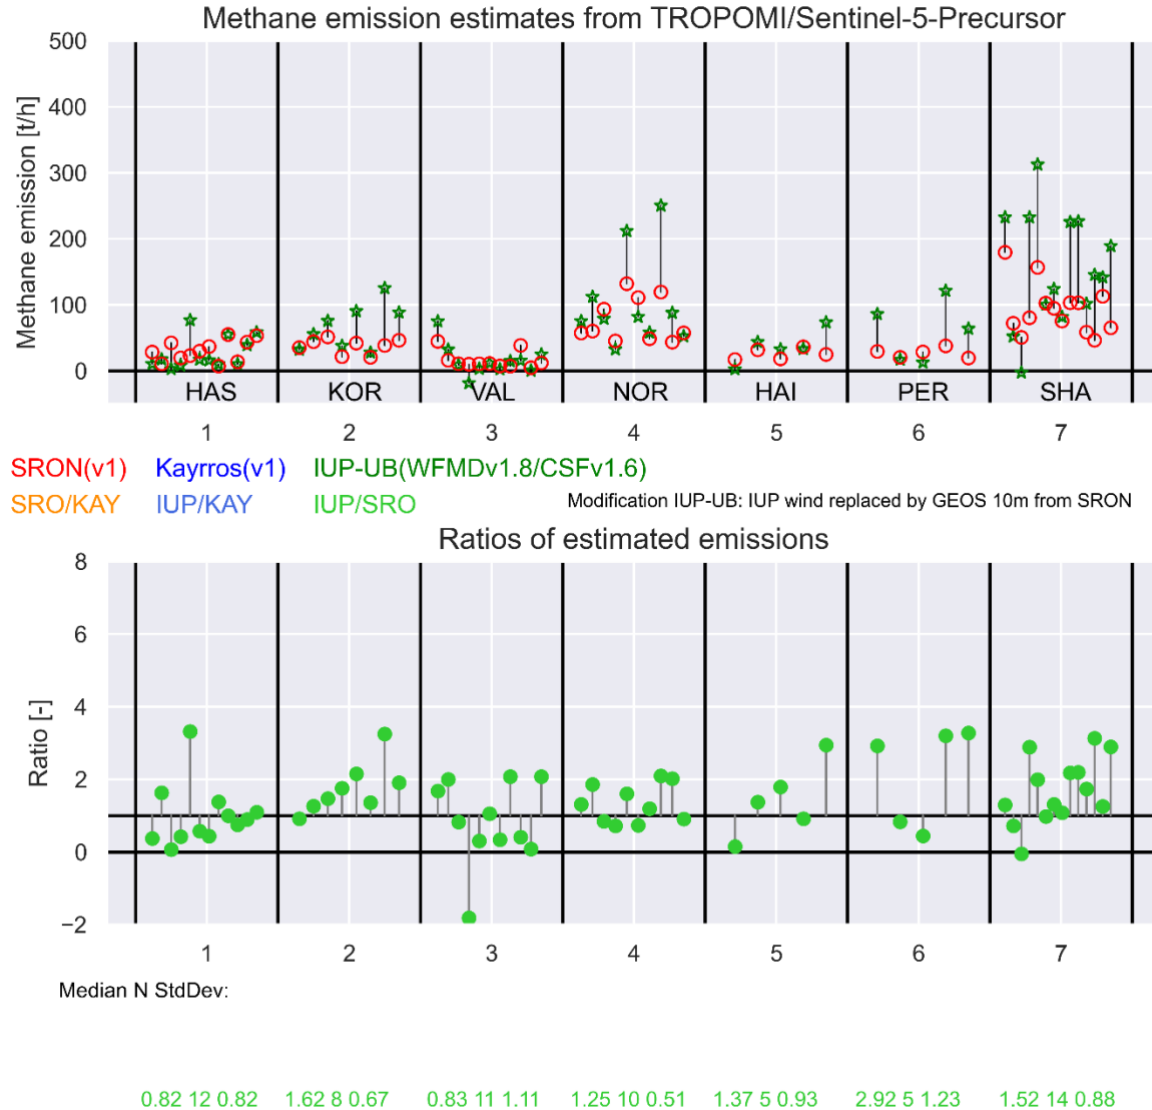 Methane emission estimates from TROPOMI/Sentinel-5-Precursor
Methane emission [t/h]
500
400
300
200
100
0
HAS KOR VAL NOR HAI PER SHA
1 2 3 4 5 6 7
SRON(v1) Kayrros(v1) IUP-UB(WFMDv1.8/CSFv1.6)
SRO/KAY IUP/KAY IUP/SRO Modification IUP-UB: IUP wind replaced by GEOS 10m from SRON
Ratios of estimated emissions
Ratio [-]
8
6
4
2
0
−2
1 2 3 4 5 6 7
Median N StdDev:
0.82 12 0.82 1.62 8 0.67 0.83 11 1.11 1.25 10 0.51 1.37 5 0.93 2.92 5 1.23 1.52 14 0.88